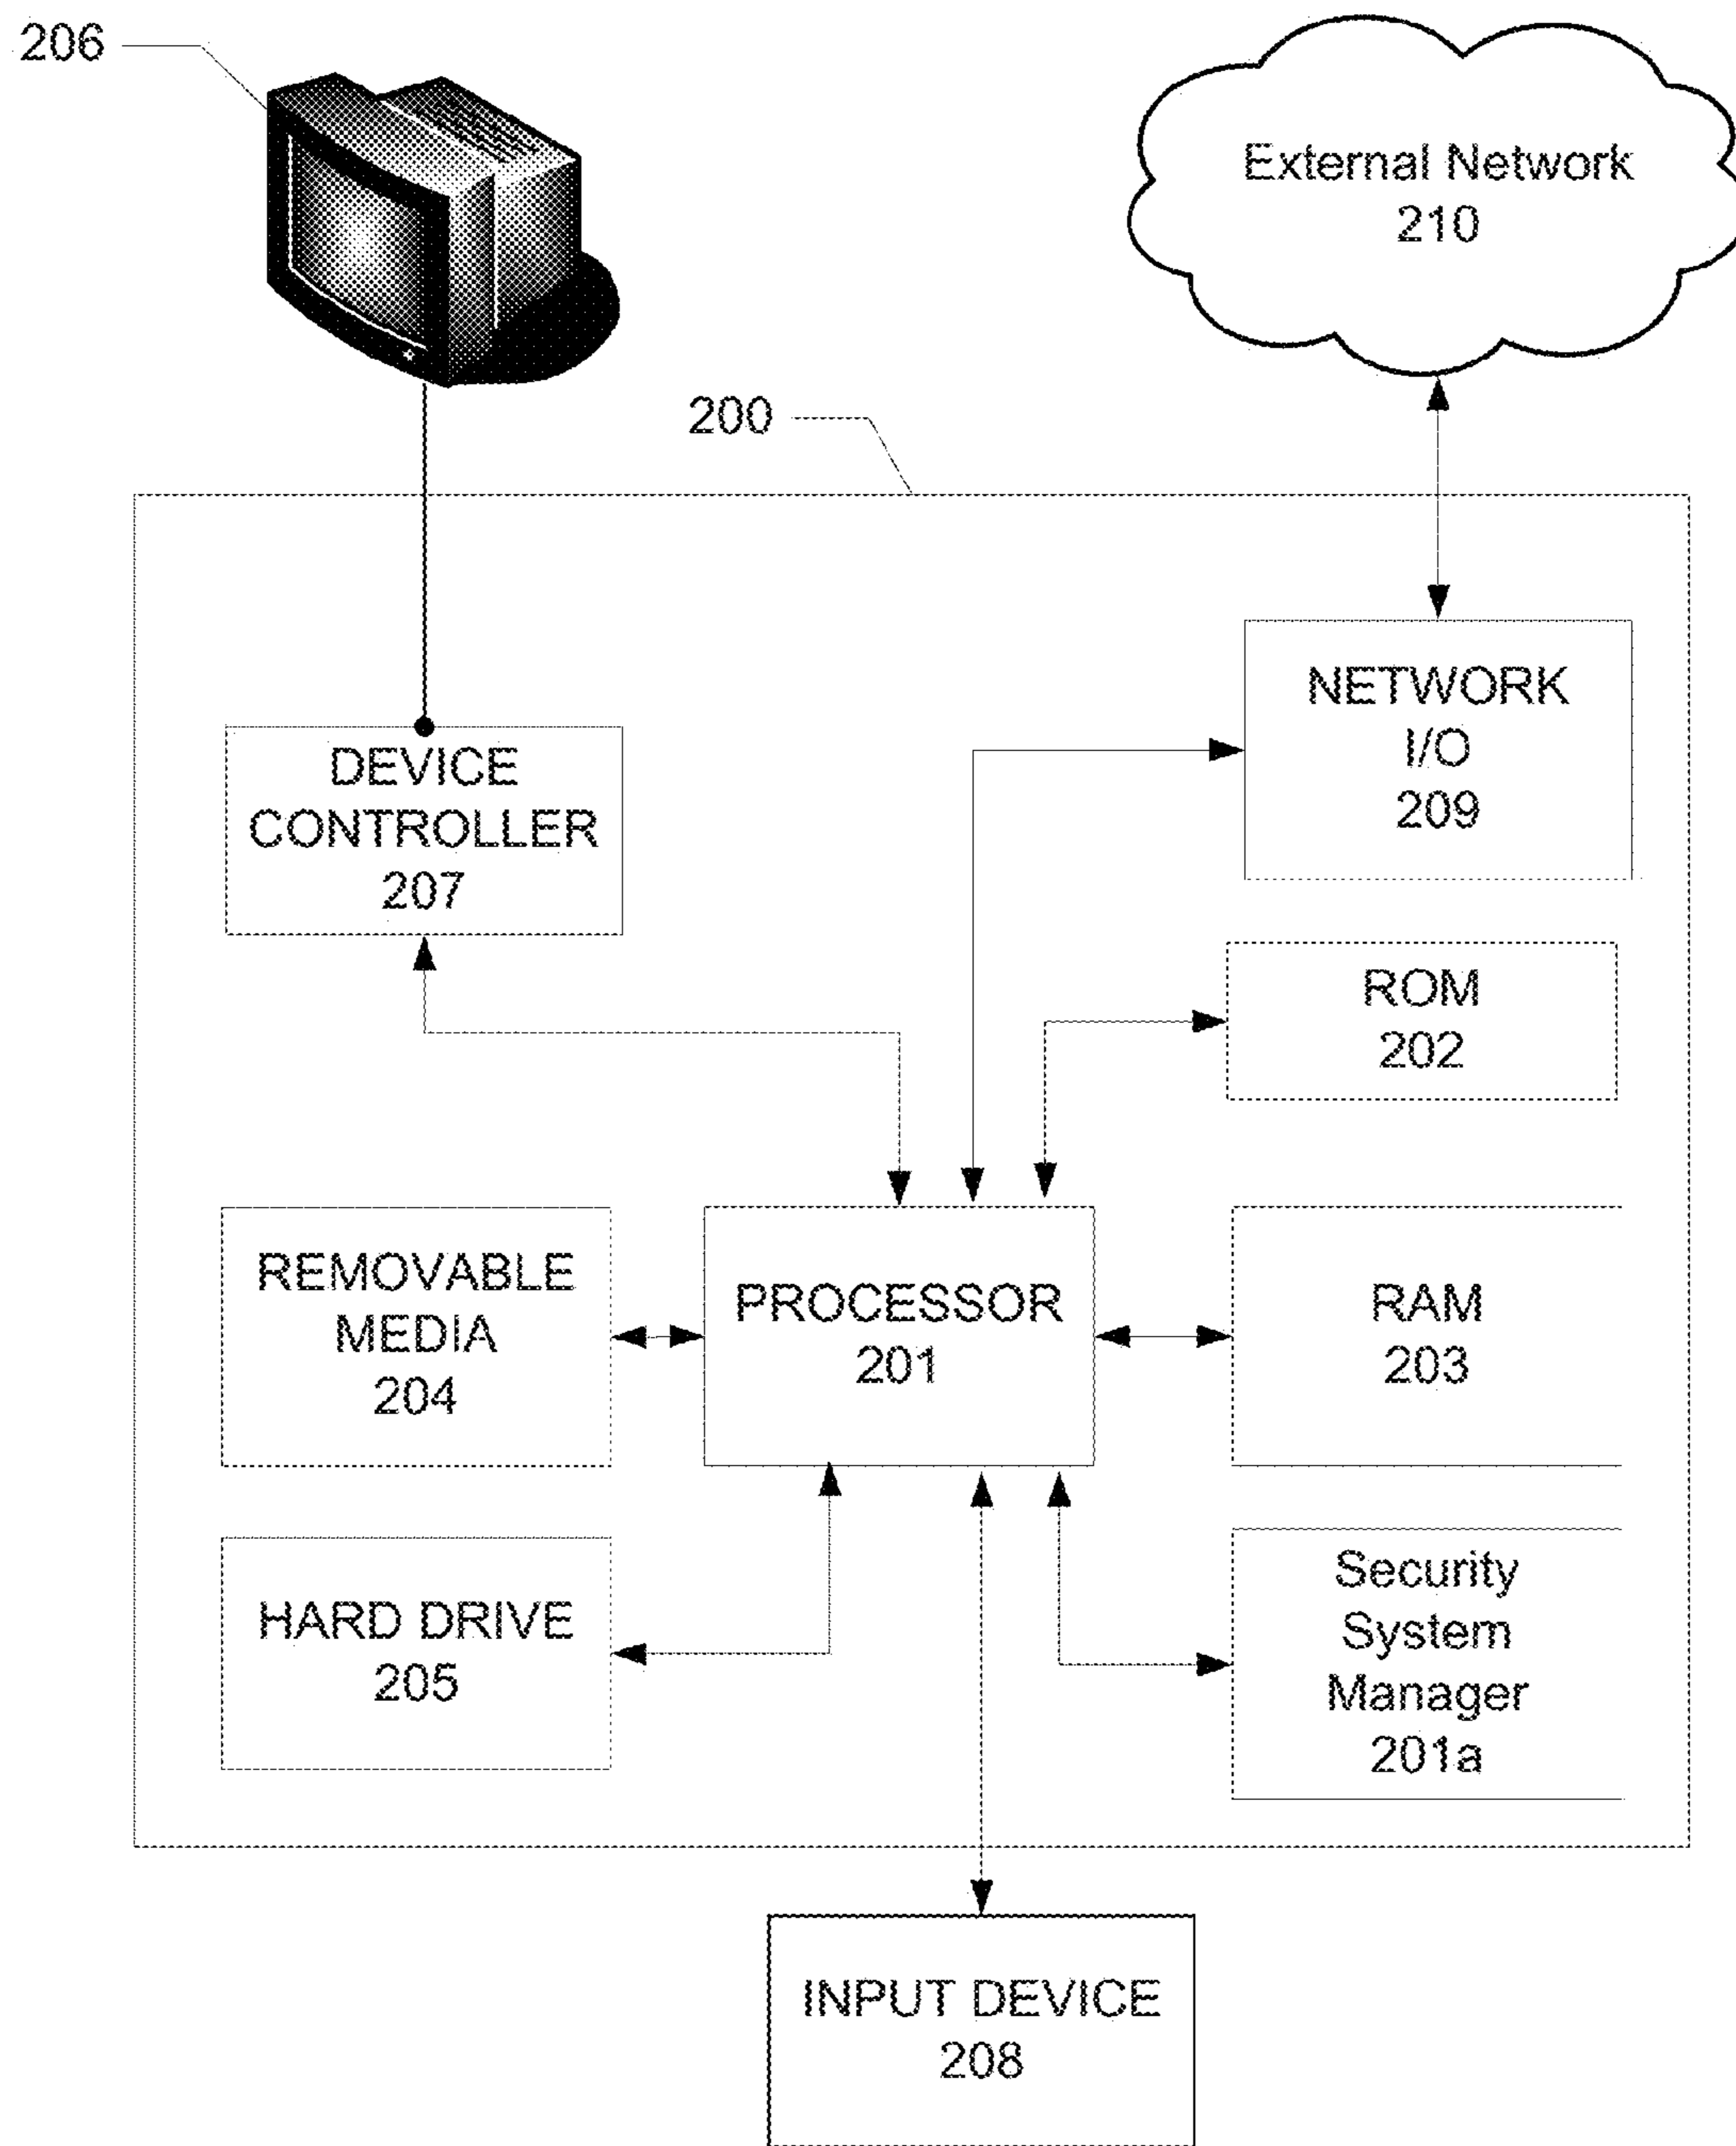 206
External Network
210
200
NETWORK
I/O
209
DEVICE
CONTROLLER
207
ROM
202
REMOVABLE
MEDIA
204
PROCESSOR
201
RAM
203
HARD DRIVE
205
Security
System
Manager
201a
INPUT DEVICE
208